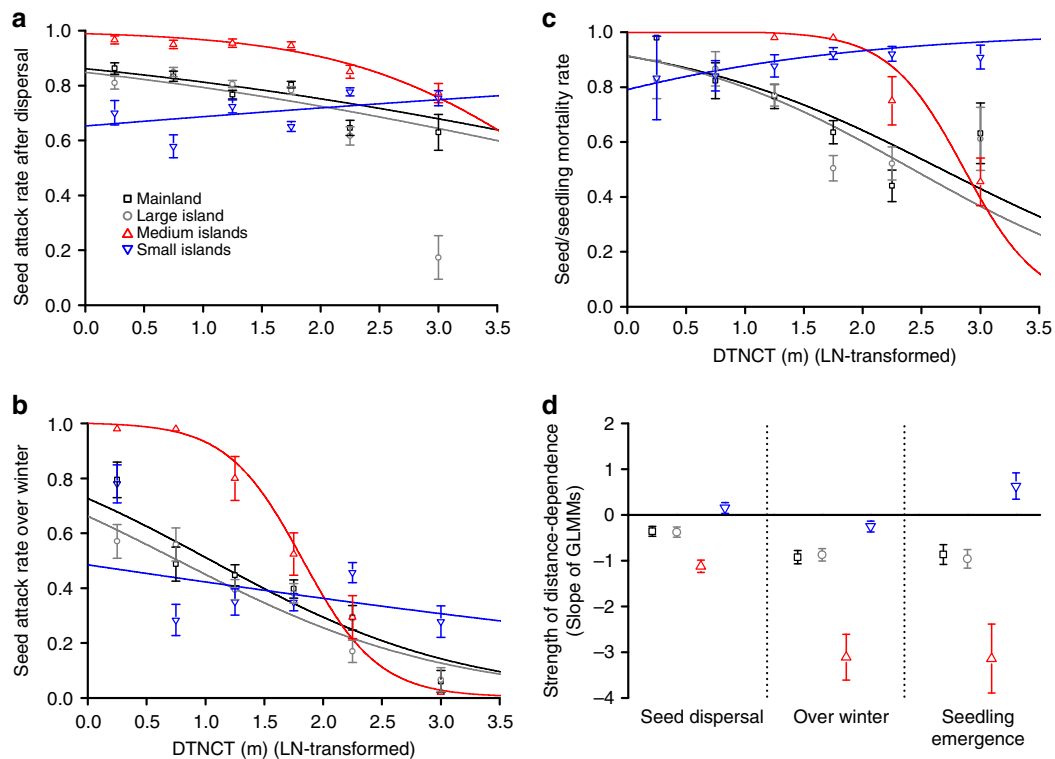 a
Seed attack rate after dispersal
1.0
0.8
0.6
0.4
0.2
0.0
Mainland
Large island
Medium islands
Small islands
0.0 0.5 1.0 1.5 2.0 2.5 3.0 3.5
b
Seed attack rate over winter
1.0
0.8
0.6
0.4
0.2
0.0
0.0 0.5 1.0 1.5 2.0 2.5 3.0 3.5
DTNCT (m) (LN-transformed)
c
Seed/seedling mortality rate
1.0
0.8
0.6
0.4
0.2
0.0
0.0 0.5 1.0 1.5 2.0 2.5 3.0 3.5
DTNCT (m) (LN-transformed)
d
Strength of distance-dependence
(Slope of GLMMs)
2
1
0
−1
−2
−3
−4
Seed dispersal
Over winter
Seedling
emergence